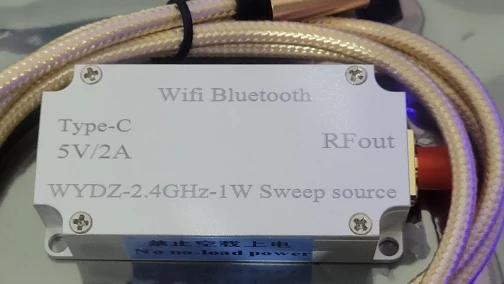 Wifi Bluetooth
Type-C
5V/2A
RFout
WYDZ-2.4GHz-1W Sweep source
禁止空载上电
No no-load power